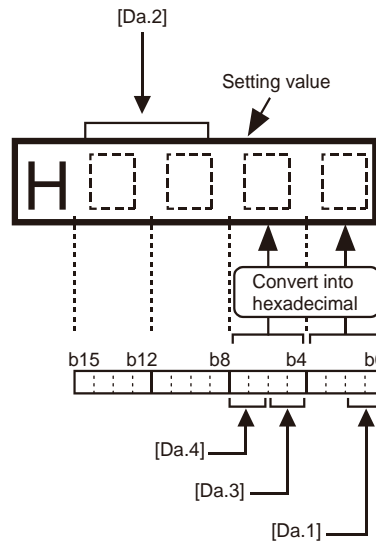 [Da.2]
Setting value
H
Convert into
hexadecimal
b15 b12 b8 b4 b0
[Da.4]
[Da.3]
[Da.1]